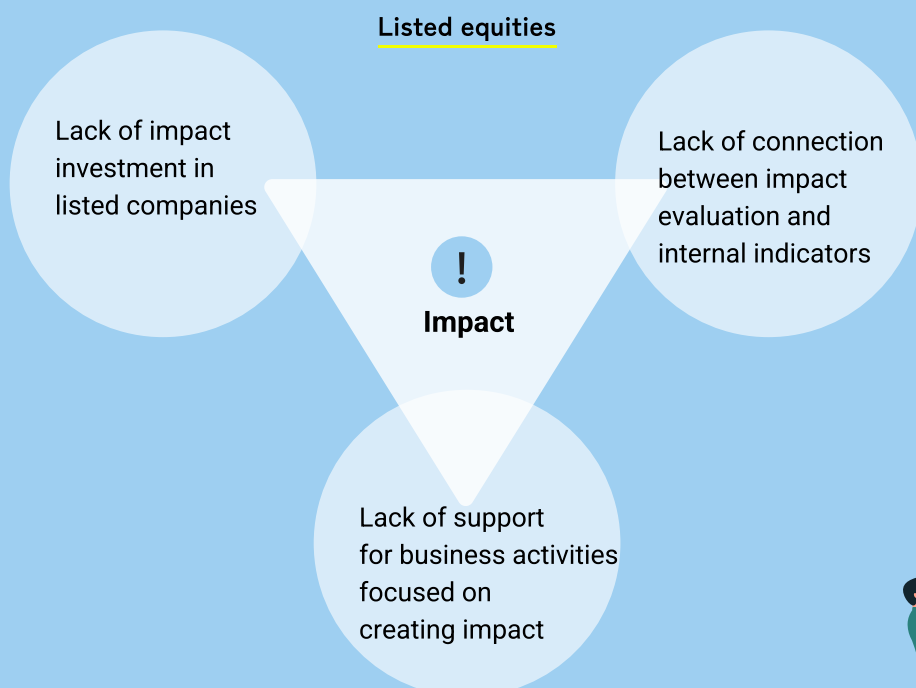 Listed equities
Lack of impact
investment in
listed companies
Lack of connection
between impact
evaluation and
internal indicators
!
Impact
Lack of support
for business activities
focused on
creating impact